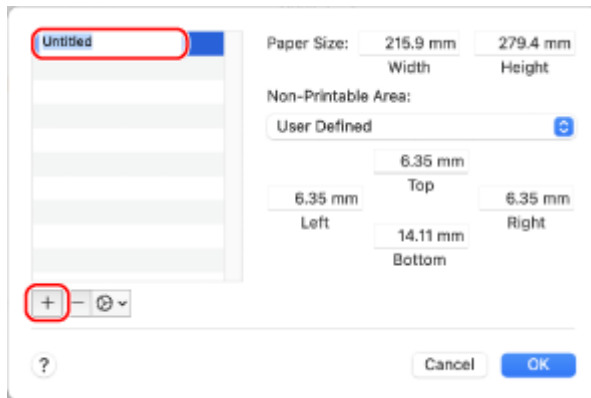 Untitled
Paper Size: 215.9 mm 279.4 mm
Width Height
Non-Printable Area:
User Defined
6.35 mm
Top
6.35 mm 6.35 mm
Left Right
14.11 mm
Bottom
+ −
? Cancel OK